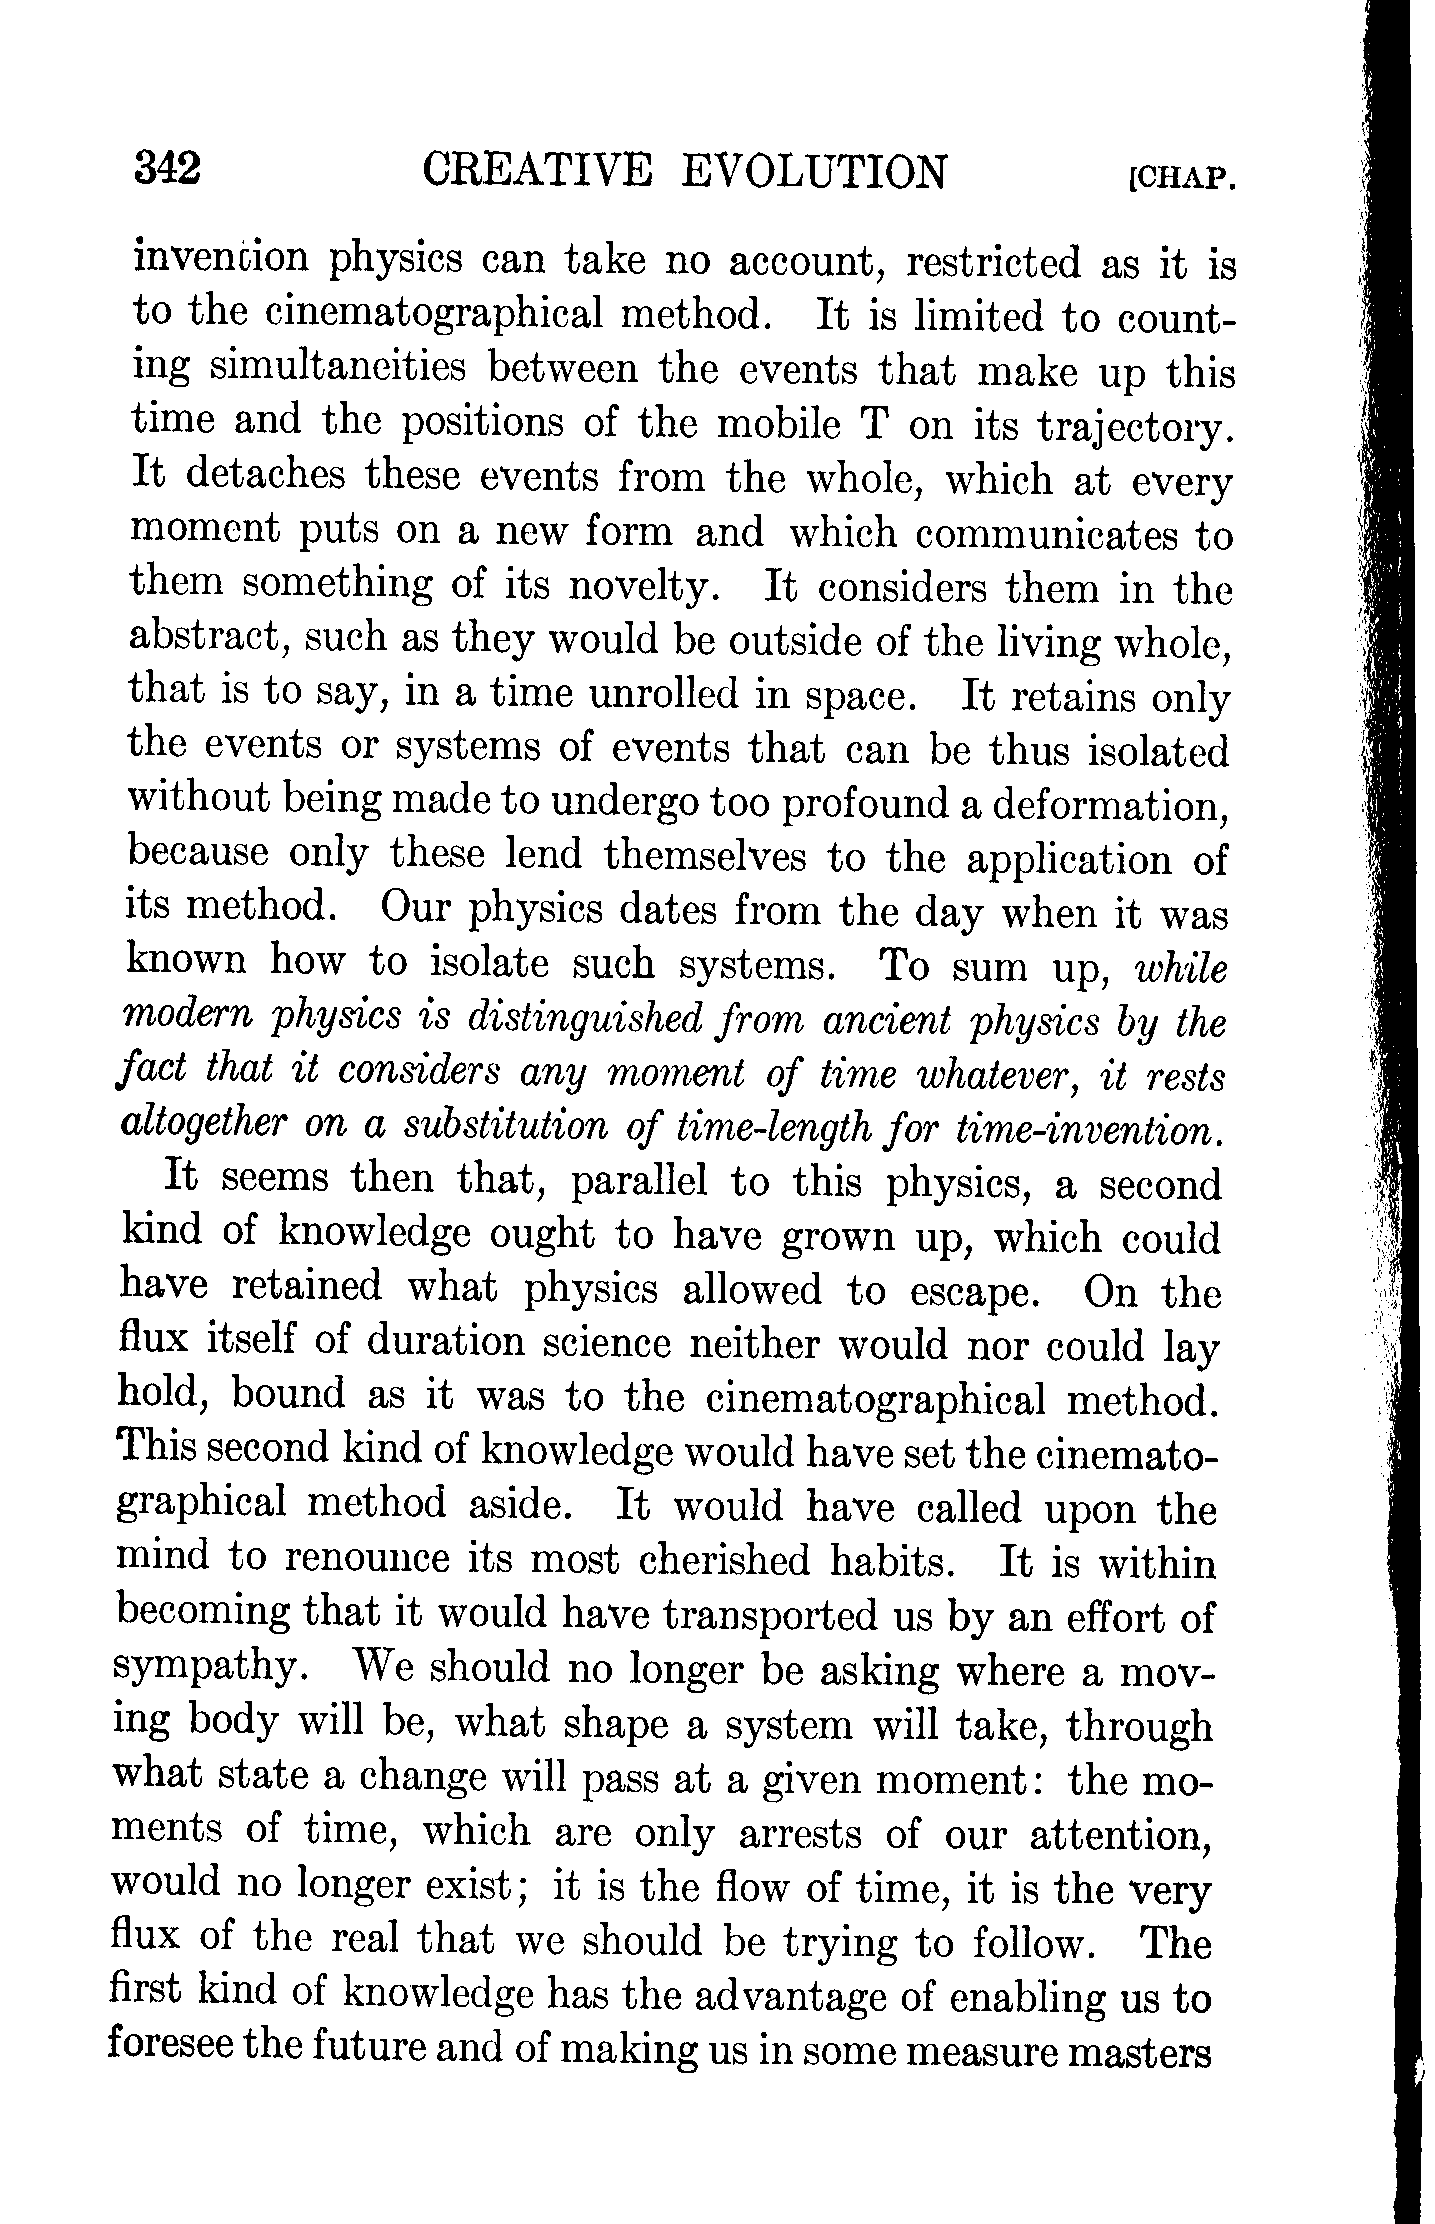 342 CREATIVE EVOLUTION [CHAP.
invention physics can take no account, restricted as it is
to the cinematographical method. It is limited to count-
ing simultaneities between the events that make up this
time and the positions of the mobile T on its trajectory.
It detaches these events from the whole, which at every
moment puts on a new form and which communicates to
them something of its novelty. It considers them in the
abstract, such as they would be outside of the living whole,
that is to say, in a time unrolled in space. It retains only
the events or systems of events that can be thus isolated
without being made to undergo too profound a deformation,
because only these lend themselves to the application of
its method. Our physics dates from the day when it was
known how to isolate such systems. To sum up, while
modern physics is distinguished from ancient physics by the
fact that it considers any moment of time whatever, it rests
altogether on a substitution of time-length for time-invention.
It seems then that, parallel to this physics, a second
kind of knowledge ought to have grown up, which could
have retained what physics allowed to escape. On the
flux itself of duration science neither would nor could lay
hold, bound as it was to the cinematographical method.
This second kind of knowledge would have set the cinemato-
graphical method aside. It would have called upon the
mind to renounce its most cherished habits. It is within
becoming that it would have transported us by an effort of
sympathy. We should no longer be asking where a mov-
ing body will be, what shape a system will take, through
what state a change will pass at a given moment: the mo-
ments of time, which are only arrests of our attention,
would no longer exist; it is the flow of time, it is the very
flux of the real that we should be trying to follow. The
first kind of knowledge has the advantage of enabling us to
foresee the future and of making us in some measure masters